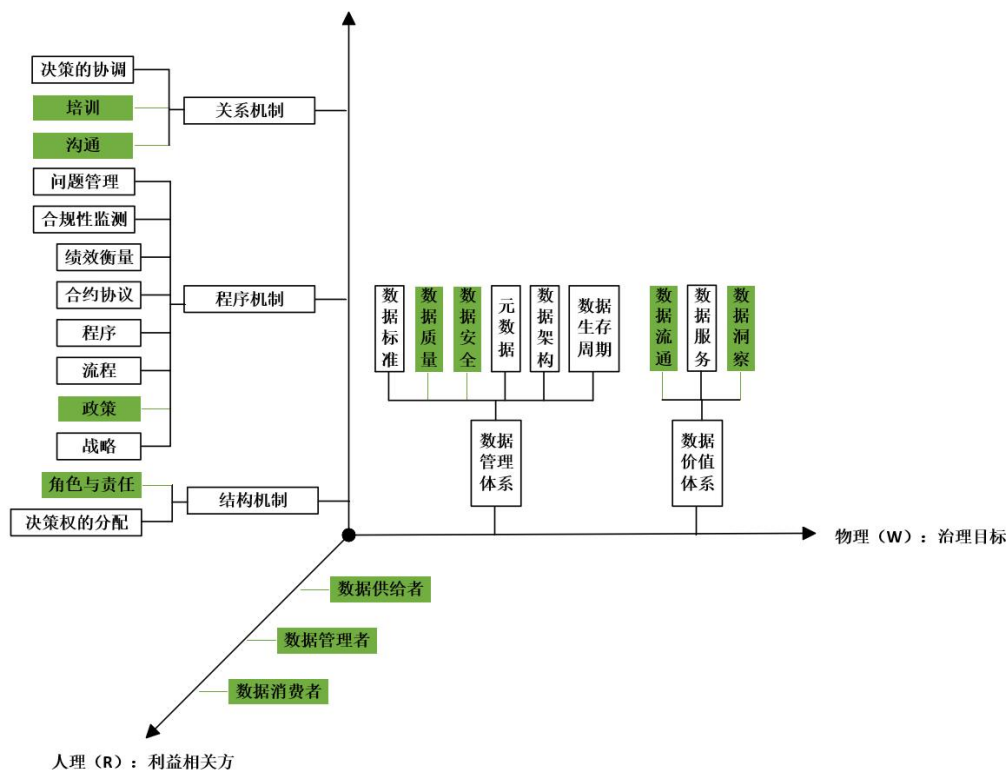 决策的协调
培训
沟通
关系机制
问题管理
合规性监测
绩效衡量
合约协议
程序
流程
政策
战略
程序机制
角色与责任
决策权的分配
结构机制
数据标准
数据质量
数据安全
元数据
数据架构
数据
生存
周期
数据流通
数据服务
数据洞察
数据
管理
体系
数据
价值
体系
物理（W）：治理目标
数据供给者
数据管理者
数据消费者
人理（R）：利益相关方